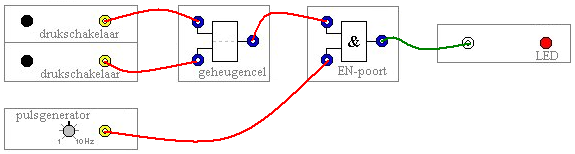 drukschakelaar
drukschakelaar
geheugencel
&
EN-poort
LED
pulsgenerator
1 10 Hz